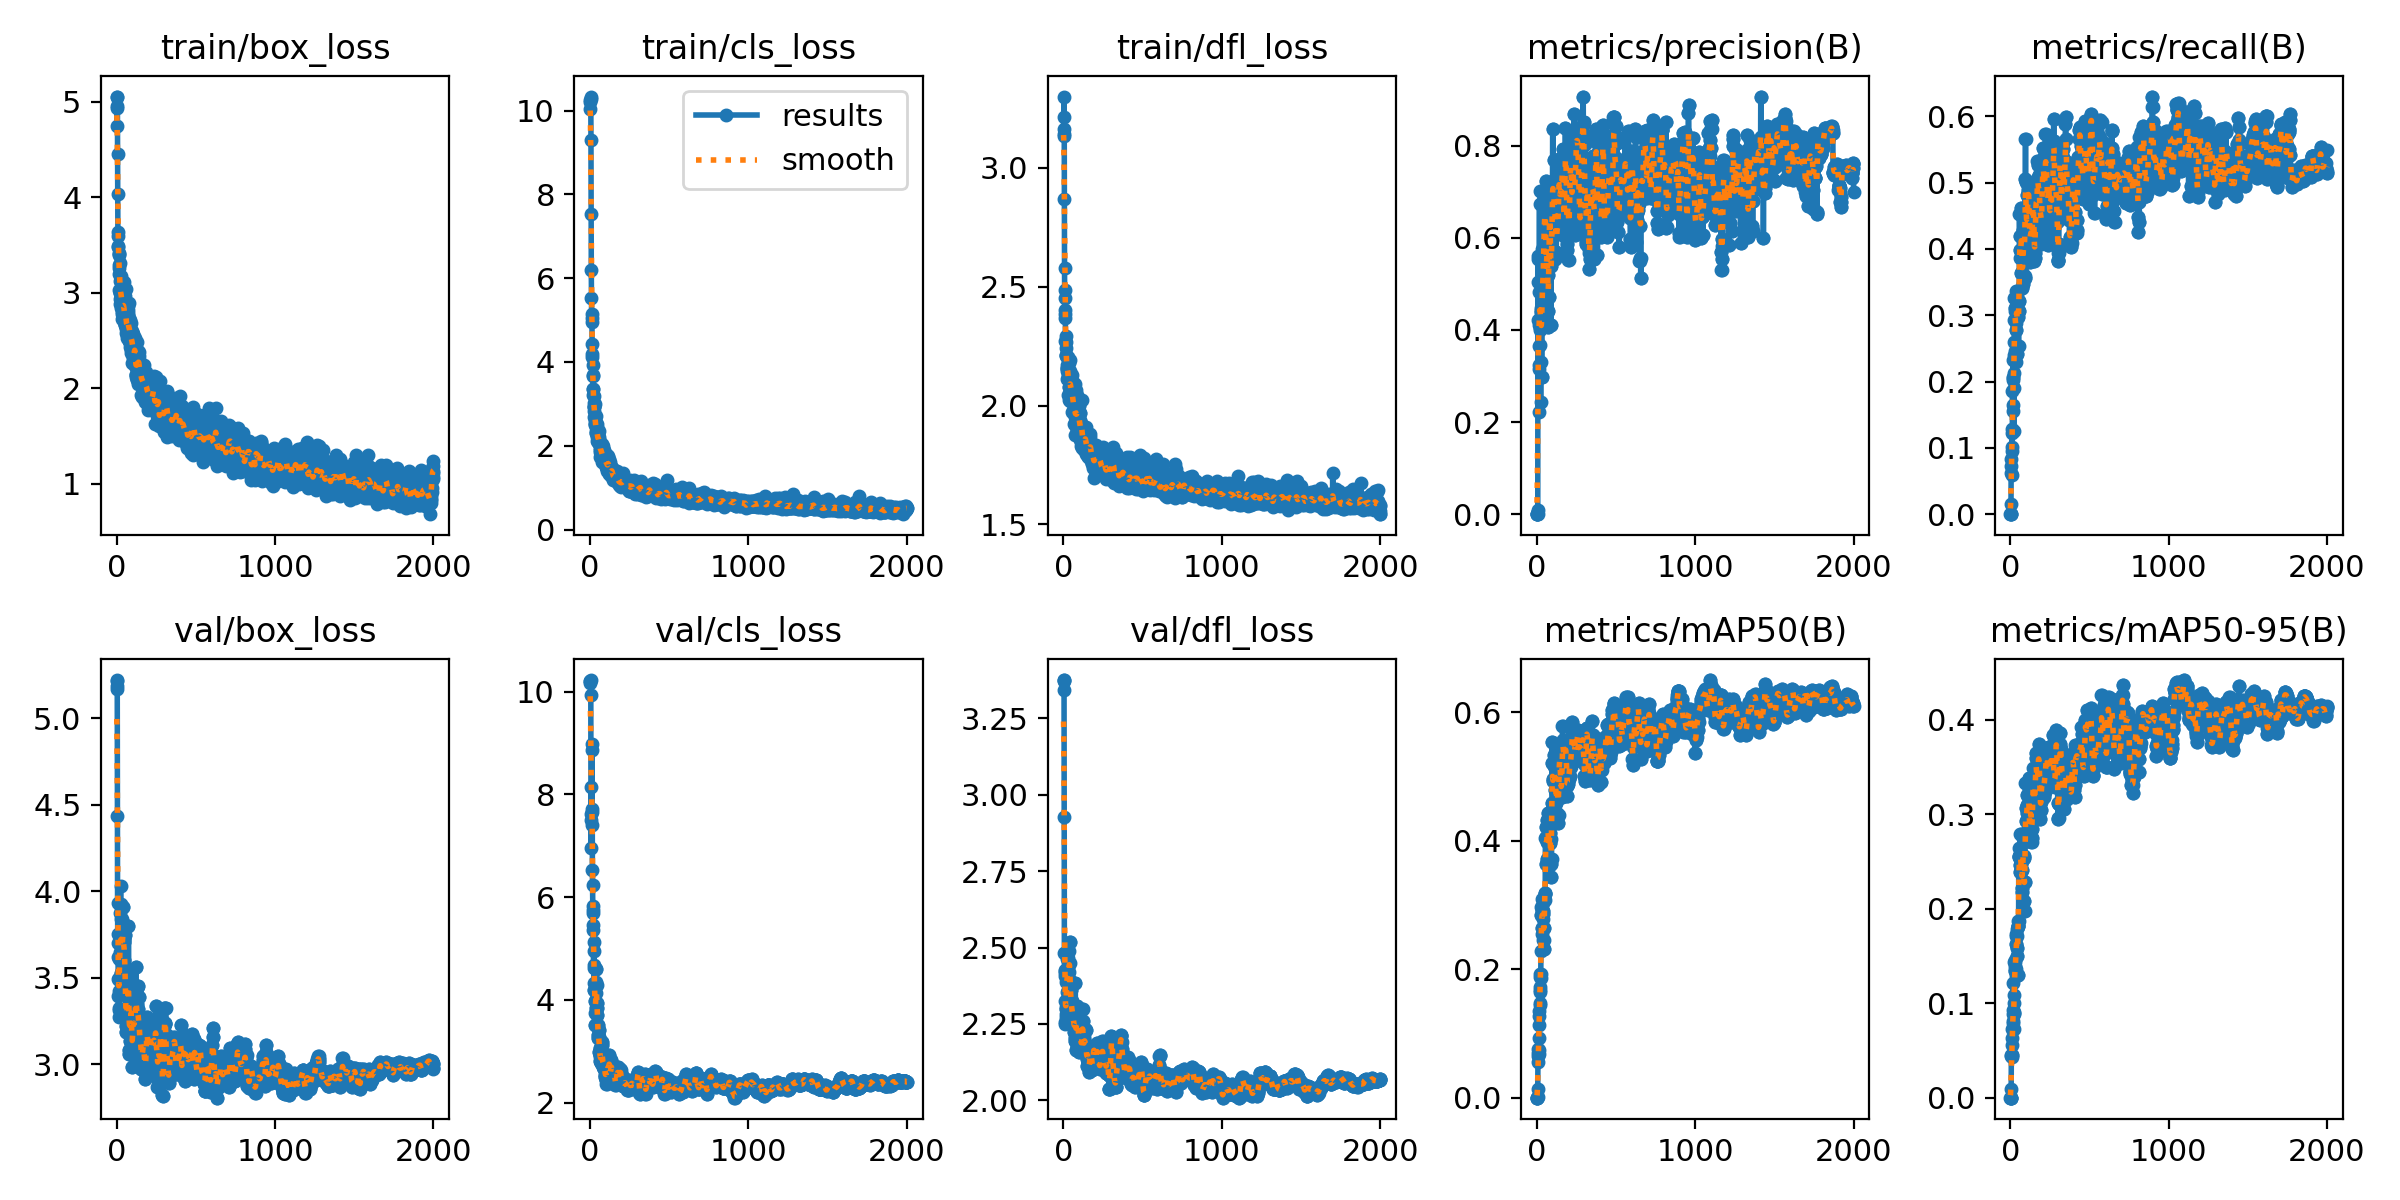 train/box_loss
5
4
3
2
1
0 1000 2000
train/cls_loss
results
smooth
10
8
6
4
2
0
0 1000 2000
train/dfl_loss
3.0
2.5
2.0
1.5
0 1000 2000
metrics/precision(B)
0.8
0.6
0.4
0.2
0.0
0 1000 2000
metrics/recall(B)
0.6
0.5
0.4
0.3
0.2
0.1
0.0
0 1000 2000
val/box_loss
5.0
4.5
4.0
3.5
3.0
0 1000 2000
val/cls_loss
10
8
6
4
2
0 1000 2000
val/dfl_loss
3.25
3.00
2.75
2.50
2.25
2.00
0 1000 2000
metrics/mAP50(B)
0.6
0.4
0.2
0.0
0 1000 2000
metrics/mAP50-95(B)
0.4
0.3
0.2
0.1
0.0
0 1000 2000